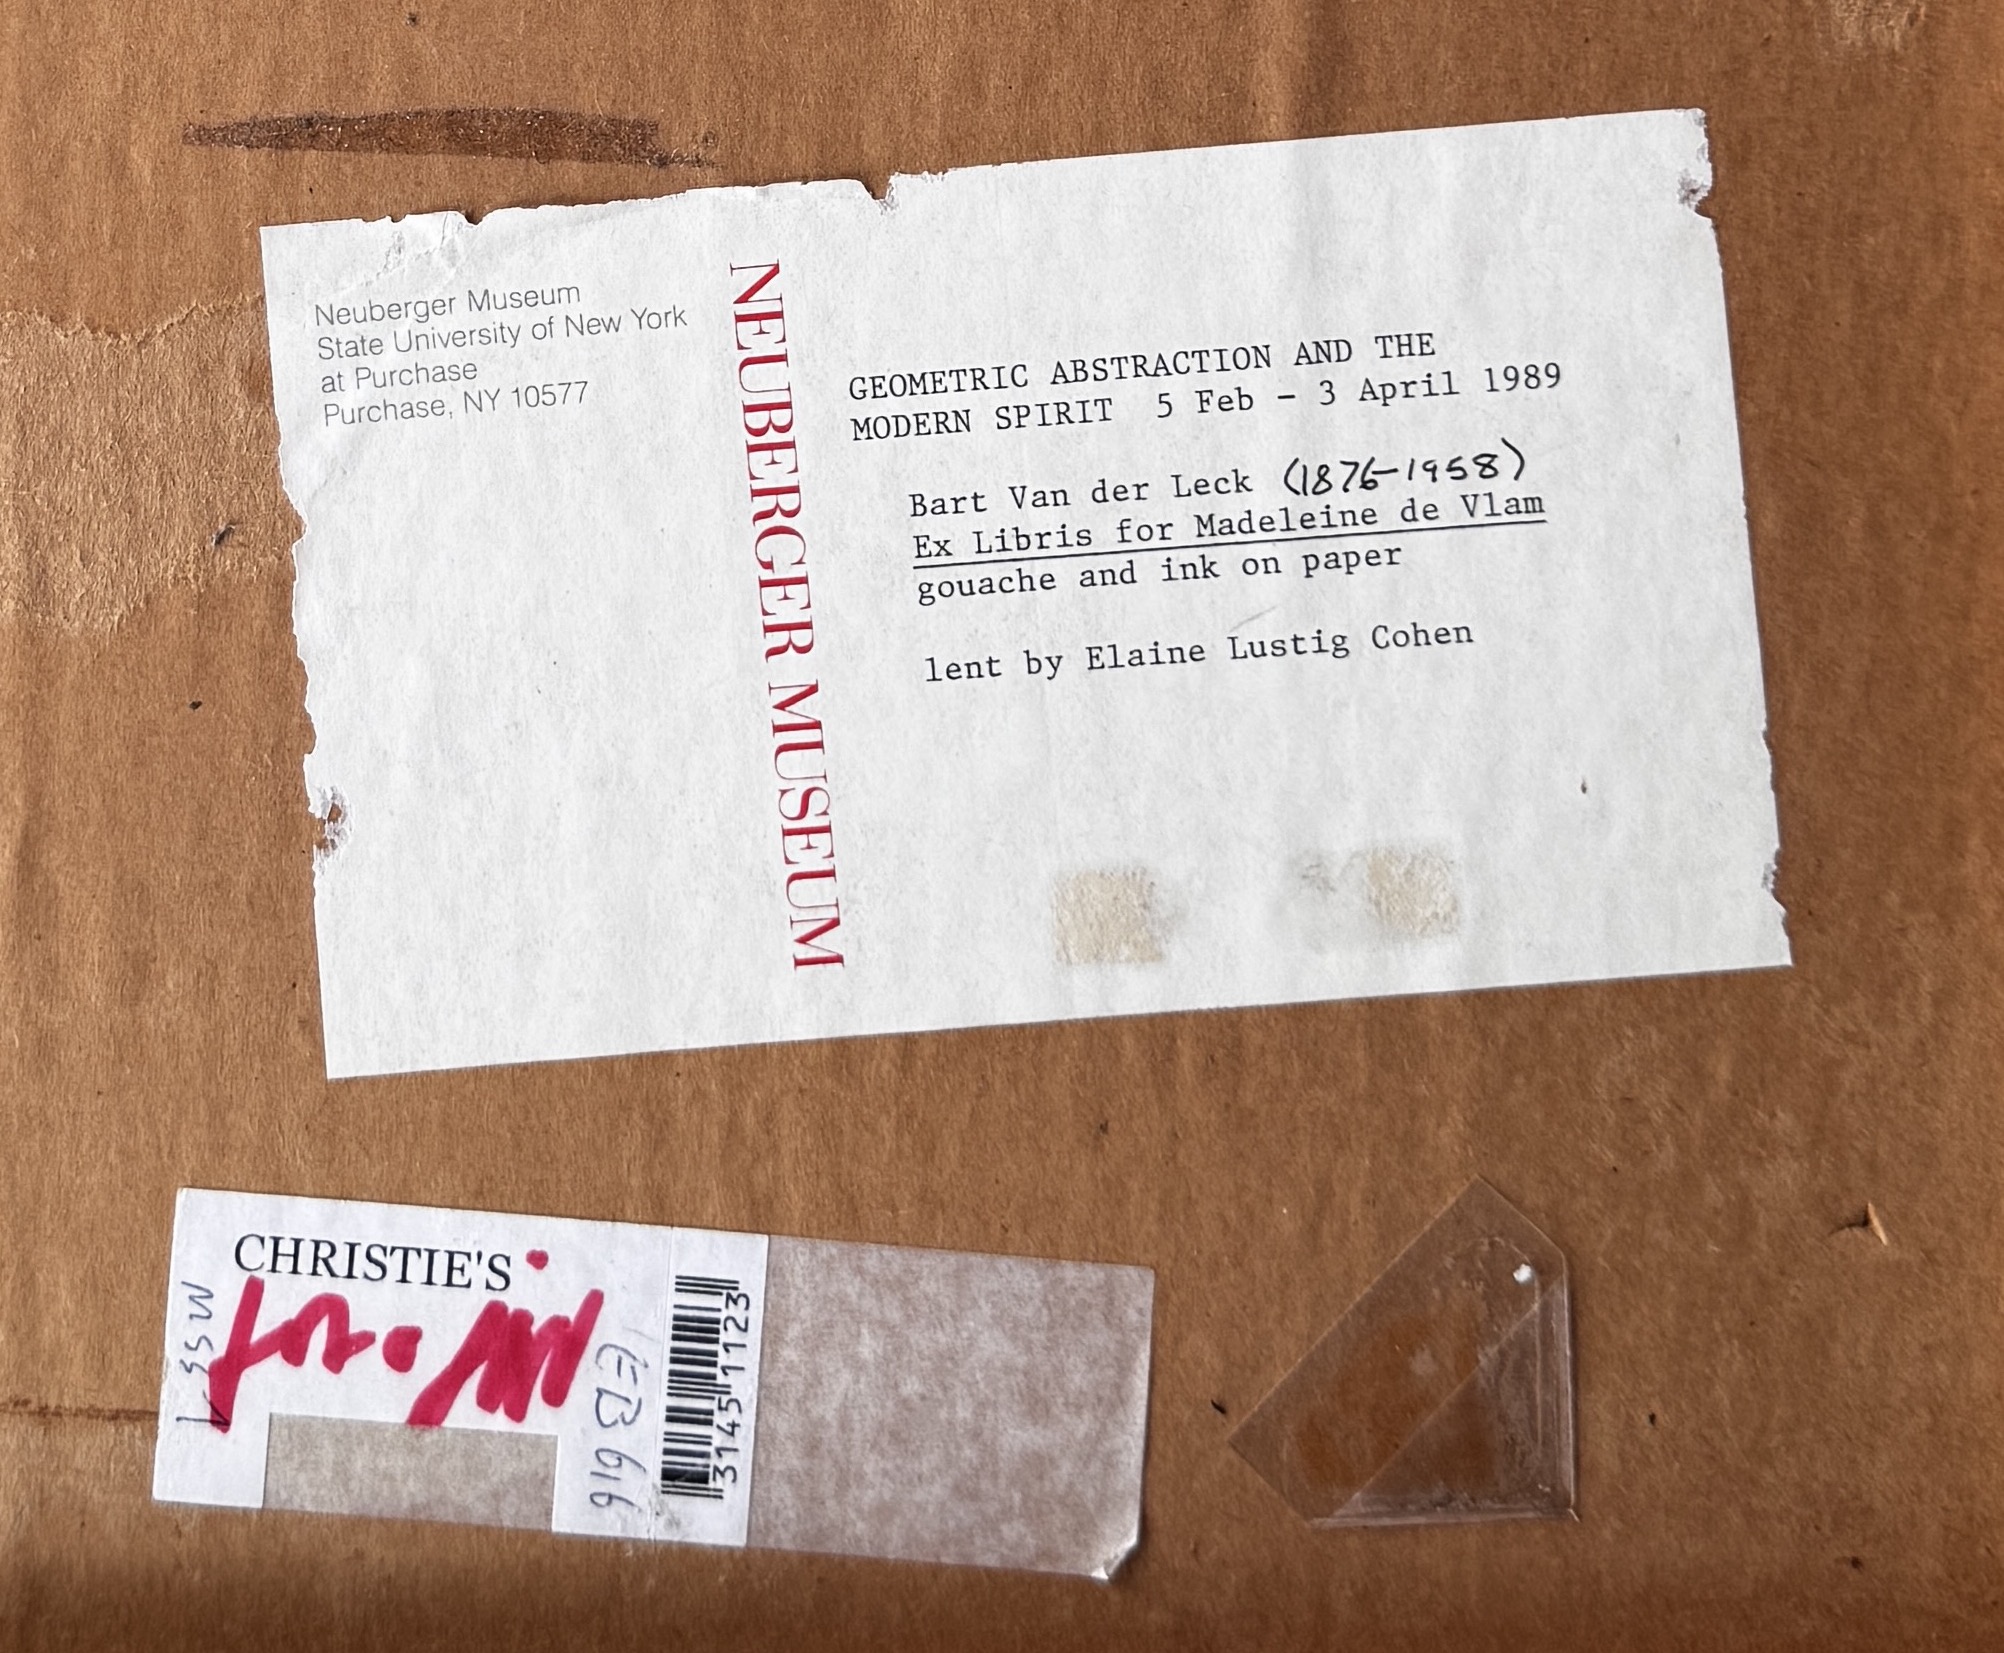 Neuberger Museum
State University of New York
at Purchase
Purchase, NY 10577
NEUBERGER MUSEUM
GEOMETRIC ABSTRACTION AND THE
MODERN SPIRIT 5 Feb - 3 April 1989
Bart Van der Leck (1876-1958)
Ex Libris for Madeleine de Vlam
gouache and ink on paper
lent by Elaine Lustig Cohen
CHRISTIE'S
EB616
31451123